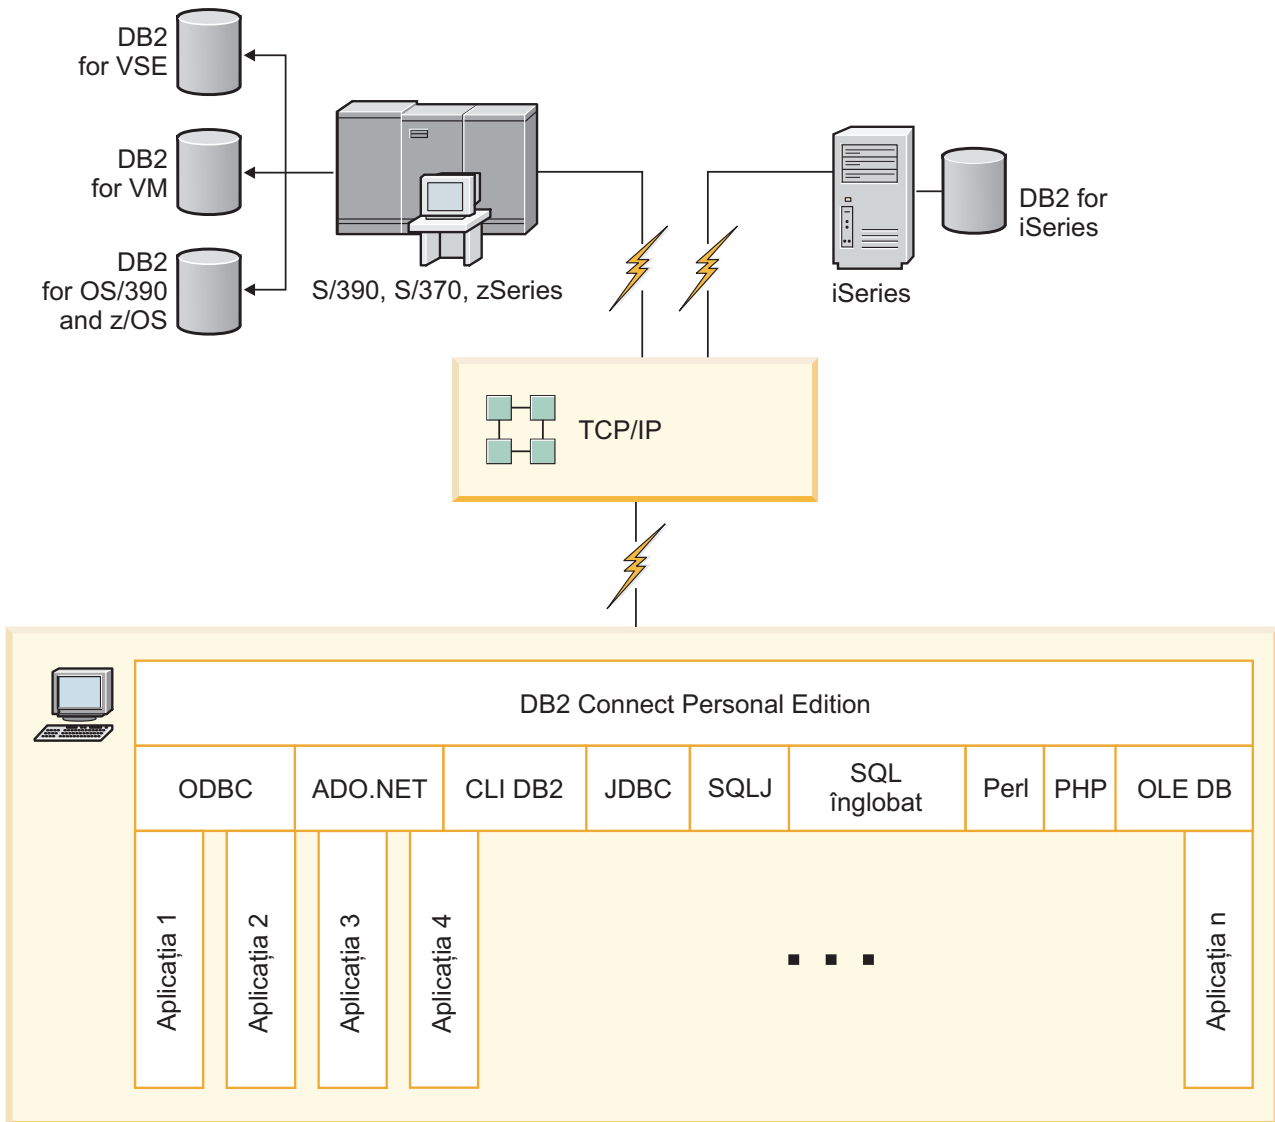 DB2
for VSE
DB2
for VM
DB2
for OS/390
and z/OS
S/390, S/370, zSeries
iSeries
DB2 for
iSeries
TCP/IP
DB2 Connect Personal Edition
ODBC
ADO.NET
CLI DB2
JDBC
SQLJ
SQL
înglobat
Perl
PHP
OLE DB
Aplicația 1
Aplicația 2
Aplicația 3
Aplicația 4
Aplicația n